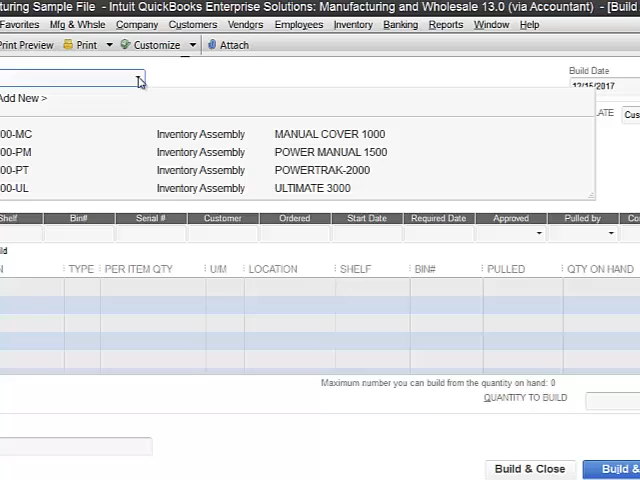 turing Sample File - Intuit QuickBooks Enterprise Solutions: Manufacturing and Wholesale 13.0 (via Accountant) - [Build
Favorites Mfg & Whsle Company Customers Vendors Employees Inventory Banking Reports Window Help
Print Preview Print Customize Attach
Build Date
12/15/2017
Add New >
LATE Cus
00-MC Inventory Assembly MANUAL COVER 1000
00-PM Inventory Assembly POWER MANUAL 1500
00-PT Inventory Assembly POWERTRAK-2000
00-UL Inventory Assembly ULTIMATE 3000
Shelf Bin# Serial # Customer Ordered Start Date Required Date Approved Pulled by Co
ld
N TYPE PER ITEM QTY U/M LOCATION SHELF BIN# PULLED QTY ON HAND
Maximum number you can build from the quantity on hand: 0
QUANTITY TO BUILD
Build & Close Build &